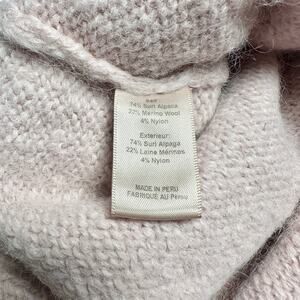 74% Suri Alpaca
22% Merino Wool
4% Nylon
Exterieur:
74% Suri Alpaga
22% Laine Mérinos
4% Nylon
MADE IN PERU
FABRIQUÉ AU Perou